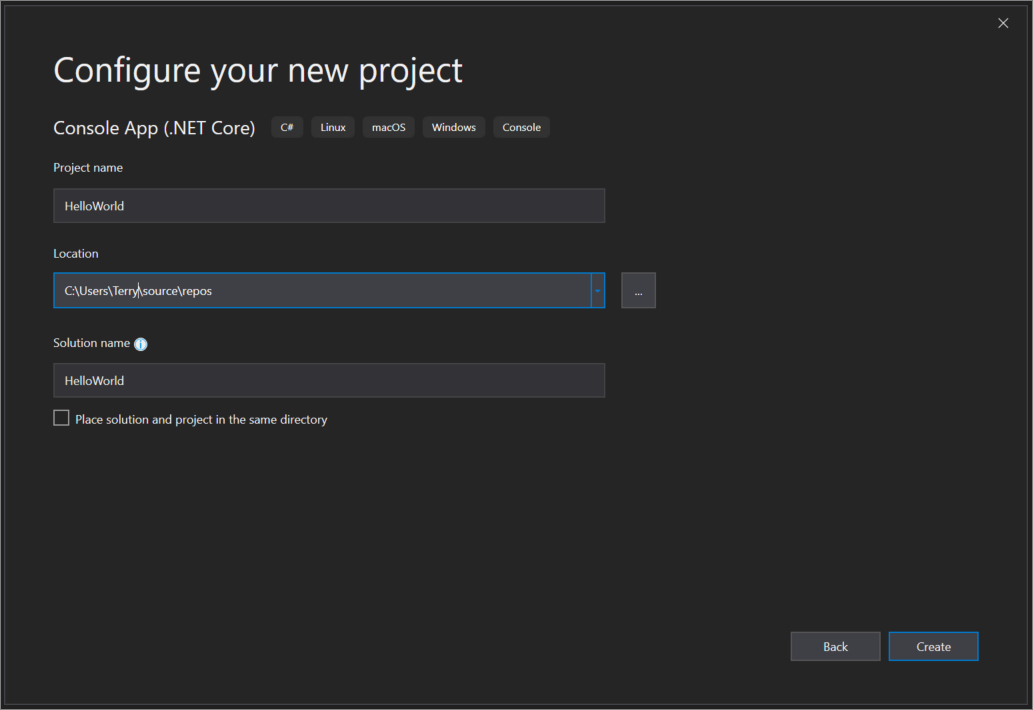 Configure your new project
Console App (.NET Core) C# Linux macOS Windows Console
Project name
HelloWorld
Location
C:\Users\Terry\source\repos
...
Solution name
HelloWorld
Place solution and project in the same directory
Back Create